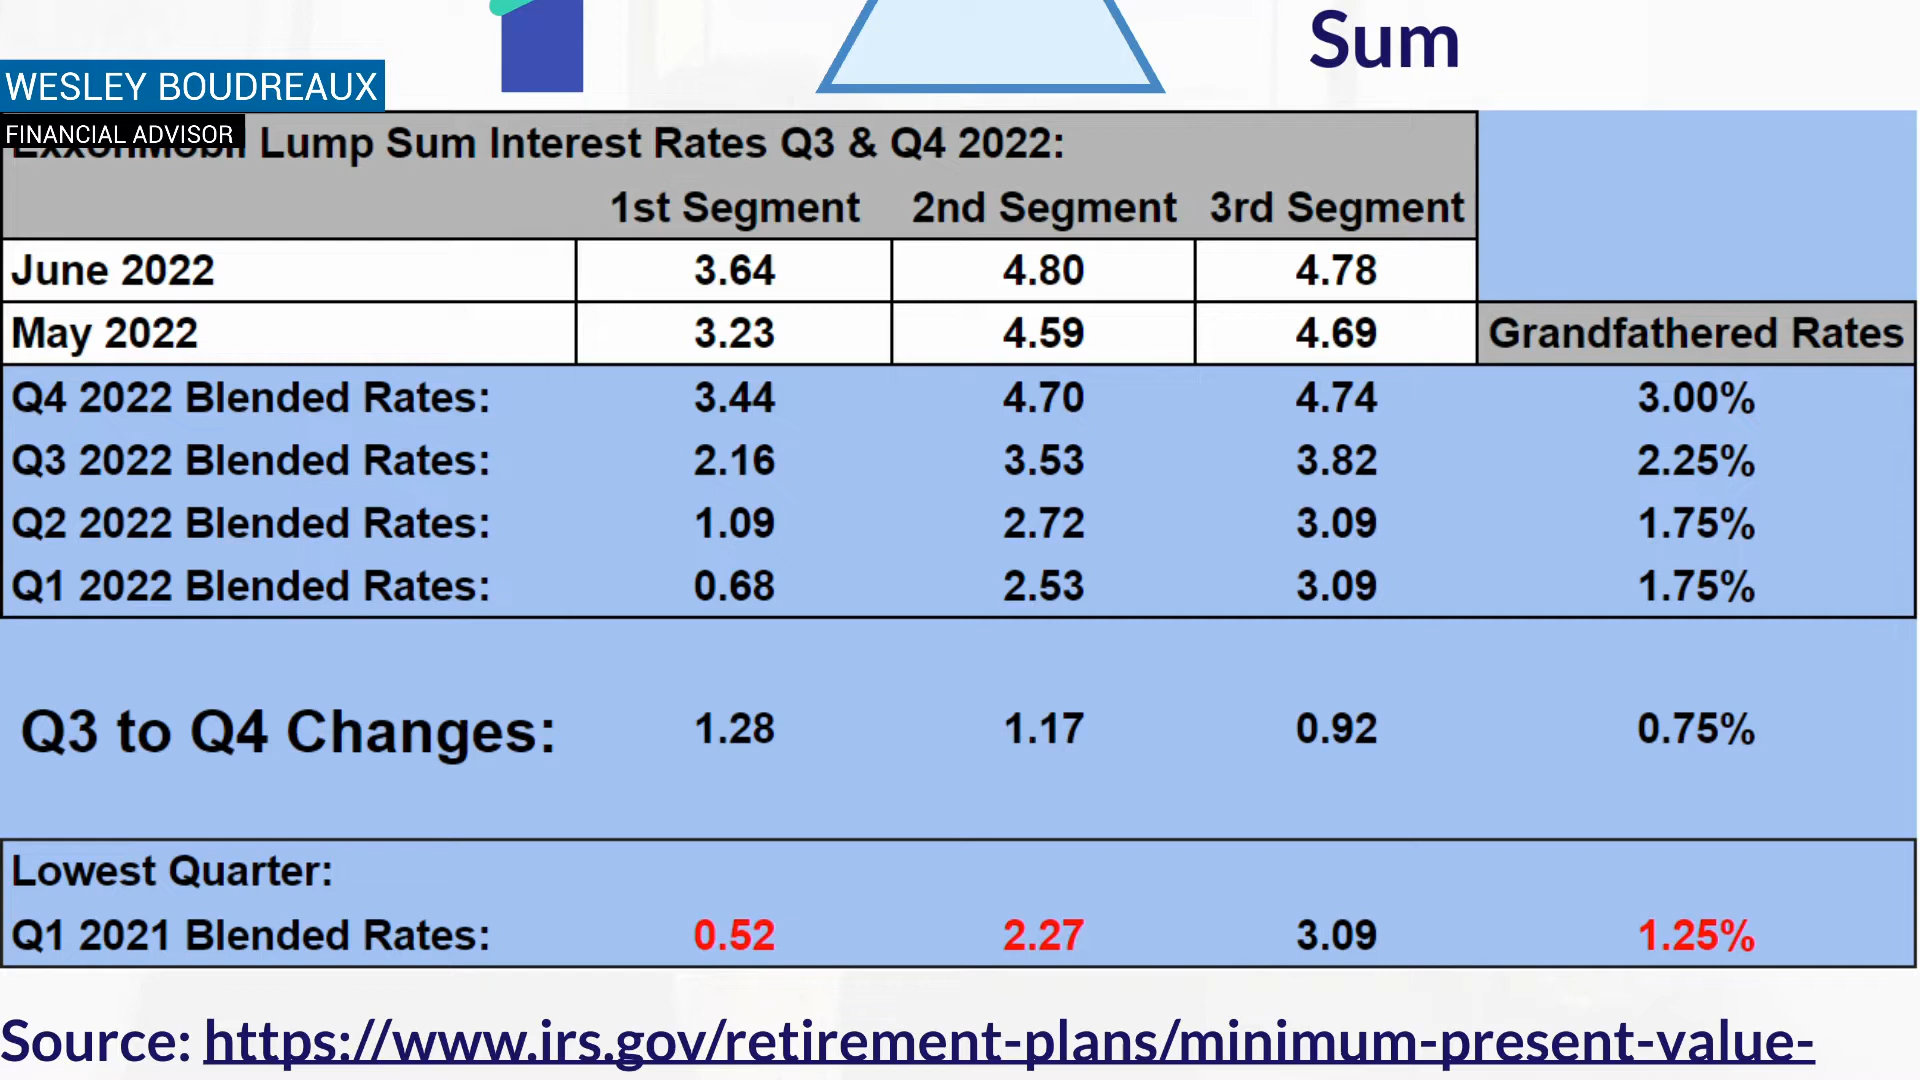 Sum
WESLEY BOUDREAUX
FINANCIAL ADVISOR
ExxonMobil Lump Sum Interest Rates Q3 & Q4 2022:
1st Segment 2nd Segment 3rd Segment
June 2022 3.64 4.80 4.78
May 2022 3.23 4.59 4.69 Grandfathered Rates
Q4 2022 Blended Rates: 3.44 4.70 4.74 3.00%
Q3 2022 Blended Rates: 2.16 3.53 3.82 2.25%
Q2 2022 Blended Rates: 1.09 2.72 3.09 1.75%
Q1 2022 Blended Rates: 0.68 2.53 3.09 1.75%
Q3 to Q4 Changes: 1.28 1.17 0.92 0.75%
Lowest Quarter:
Q1 2021 Blended Rates: 0.52 2.27 3.09 1.25%
Source: https://www.irs.gov/retirement-plans/minimum-present-value-